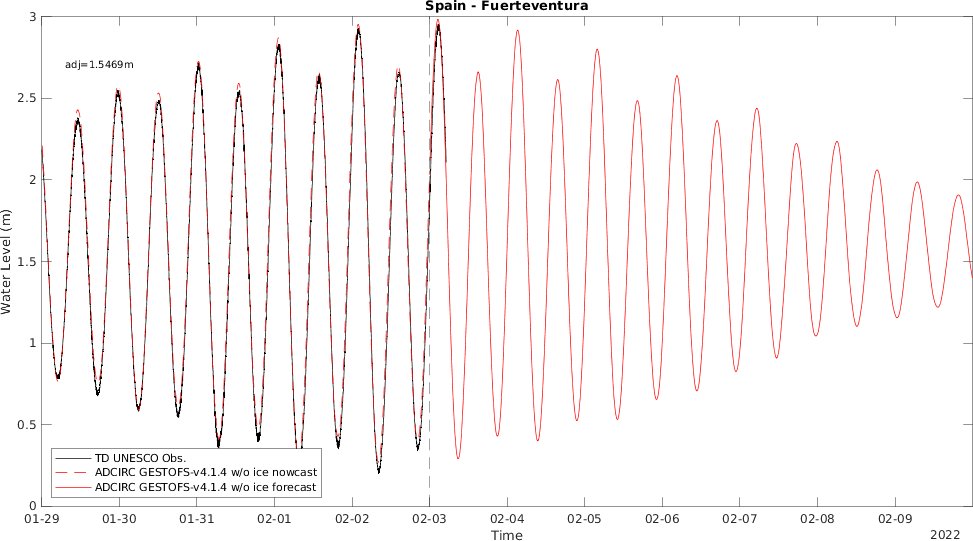 Spain - Fuerteventura
adj=1.5469m
3
2.5
2
1.5
1
0.5
0
Water Level (m)
TD UNESCO Obs.
ADCIRC GESTOFS-v4.1.4 w/o ice nowcast
ADCIRC GESTOFS-v4.1.4 w/o ice forecast
01-29 01-30 01-31 02-01 02-02 02-03 02-04 02-05 02-06 02-07 02-08 02-09
Time
2022